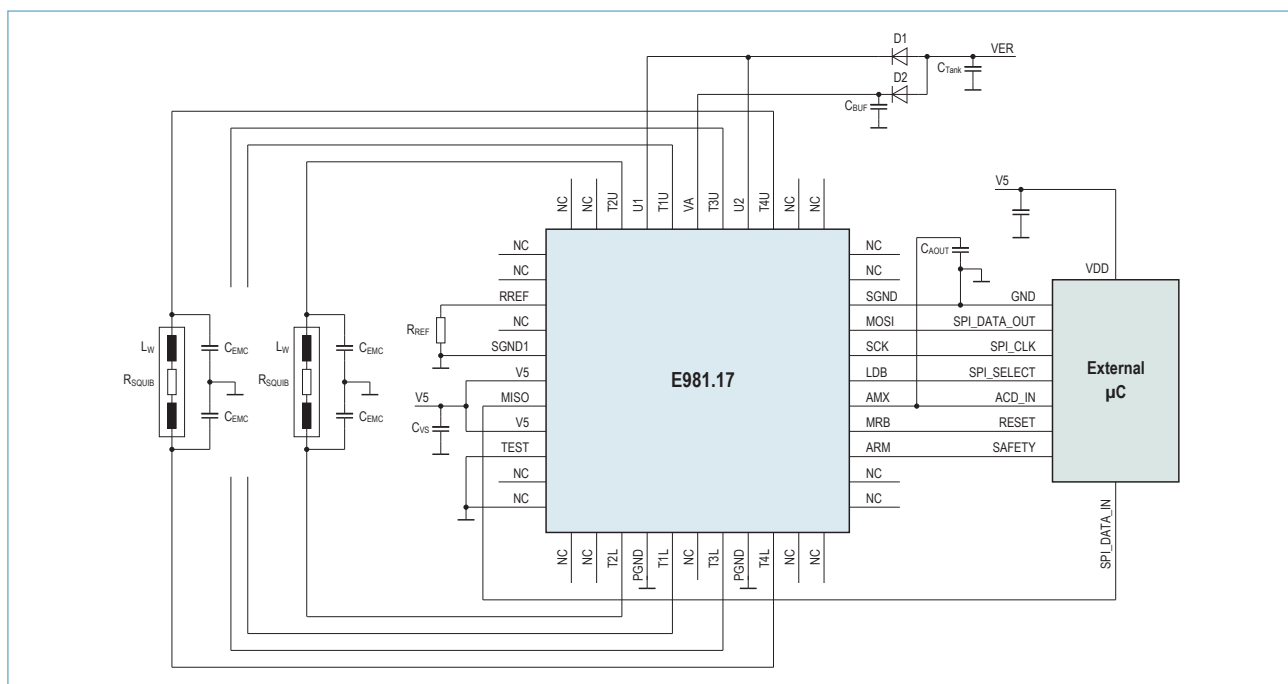 D1
VER
CTank
D2
CBUF
NC
NC
T2U
U1
T1U
VA
T3U
U2
T4U
NC
NC
V5
NC
NC
RREF
NC
SGND1
V5
MISO
V5
TEST
NC
NC
RREF
V5
CVS
E981.17
NC
NC
SGND
MOSI
SCK
LDB
AMX
MRB
ARM
NC
NC
CAOUT
VDD
GND
SPI_DATA_OUT
SPI_CLK
SPI_SELECT
ACD_IN
RESET
SAFETY
External
µC
SPI_DATA_IN
LW
RSQUIB
CEMC
CEMC
LW
RSQUIB
CEMC
CEMC
NC
NC
T2L
PGND
T1L
NC
T3L
PGND
T4L
NC
NC